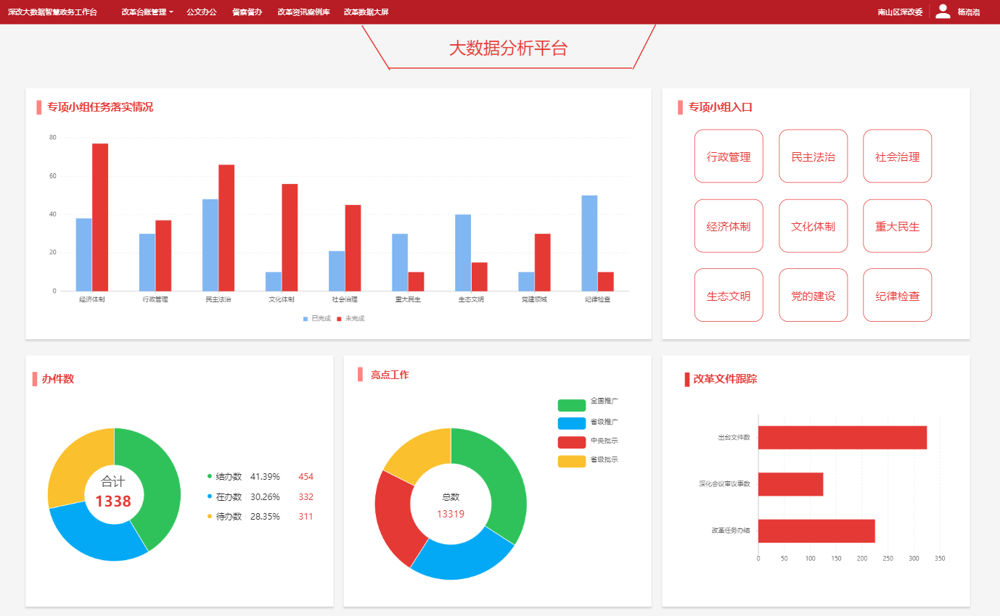 深改大数据智慧政务工作台 改革台账管理 公文办公 督察督办 改革资讯案例库 改革数据大屏 南山区深改委 杨洛洛
大数据分析平台
专项小组任务落实情况
80
60
40
20
0
经济体制 行政管理 民主法治 文化体制 社会治理 重大民生 生态文明 党建领域 纪律检查
已完成 未完成
专项小组入口
行政管理 民主法治 社会治理
经济体制 文化体制 重大民生
生态文明 党的建设 纪律检查
办件数
合计
1338
结办数 41.39% 454
在办数 30.26% 332
待办数 28.35% 311
亮点工作
全国推广
省级推广
中央批示
省级批示
总数
13319
改革文件跟踪
出台文件数
深化会议审议事数
改革任务办结
0 50 100 150 200 250 300 350